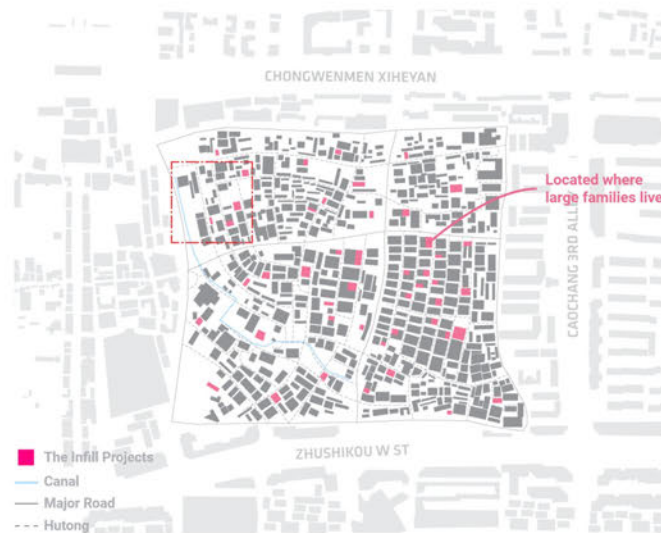 CHONGWENMEN XIHEYAN
Located where
large families live
CAOCHANG 3RD ALL
ZHUSHIKOU W ST
The Infill Projects
Canal
Major Road
Hutong